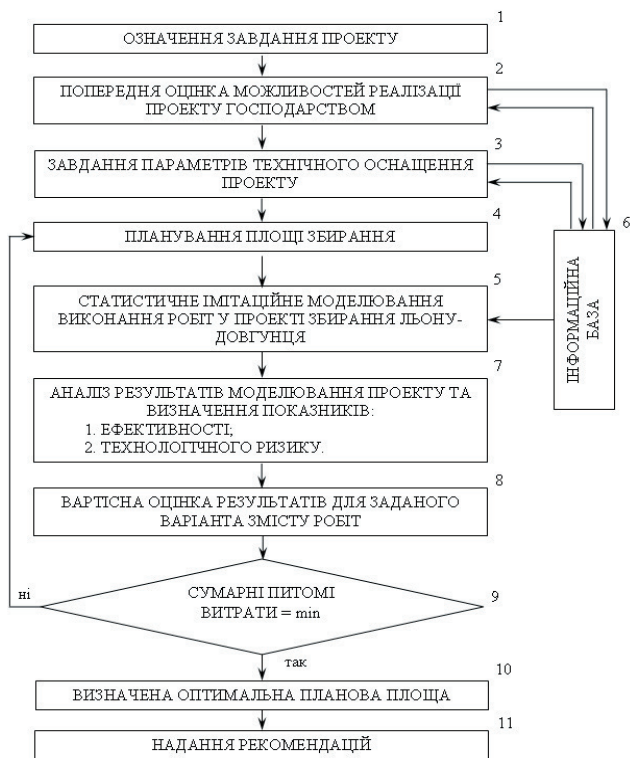 1
ОЗНАЧЕННЯ ЗАВДАННЯ ПРОЕКТУ
2
ПОПЕРЕДНЯ ОЦІНКА МОЖЛИВОСТЕЙ РЕАЛІЗАЦІЇ
ПРОЕКТУ ГОСПОДАРСТВОМ
3
ЗАВДАННЯ ПАРАМЕТРІВ ТЕХНІЧНОГО ОСНАЩЕННЯ
ПРОЕКТУ
4
ПЛАНУВАННЯ ПЛОЩІ ЗБИРАННЯ
5
СТАТИСТИЧНЕ ІМІТАЦІЙНЕ МОДЕЛЮВАННЯ
ВИКОНАННЯ РОБІТ У ПРОЕКТІ ЗБИРАННЯ ЛЬОНУ-
ДОВГУНЦЯ
6
ІНФОРМАЦІЙНА
БАЗА
7
АНАЛІЗ РЕЗУЛЬТАТІВ МОДЕЛЮВАННЯ ПРОЕКТУ ТА
ВИЗНАЧЕННЯ ПОКАЗНИКІВ:
1. ЕФЕКТИВНОСТІ;
2. ТЕХНОЛОГІЧНОГО РИЗИКУ.
8
ВАРТІСНА ОЦІНКА РЕЗУЛЬТАТІВ ДЛЯ ЗАДАНОГО
ВАРІАНТА ЗМІСТУ РОБІТ
9
СУМАРНІ ПИТОМІ
ВИТРАТИ = min
ні
так
10
ВИЗНАЧЕНА ОПТИМАЛЬНА ПЛАНОВА ПЛОЩА
11
НАДАННЯ РЕКОМЕНДАЦІЙ